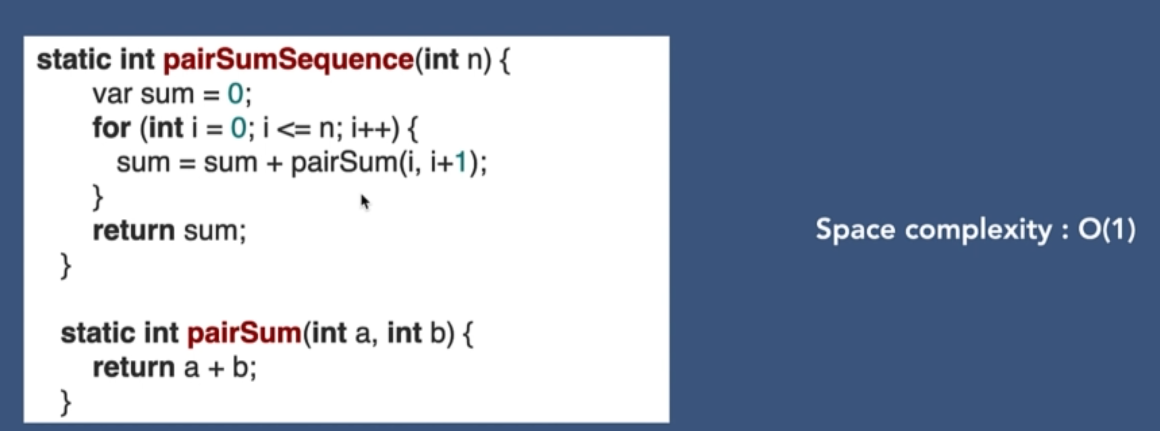 static int pairSumSequence(int n) {
var sum = 0;
for (int i = 0; i <= n; i++) {
sum = sum + pairSum(i, i+1);
}
return sum;
}
static int pairSum(int a, int b) {
return a + b;
}
Space complexity : O(1)